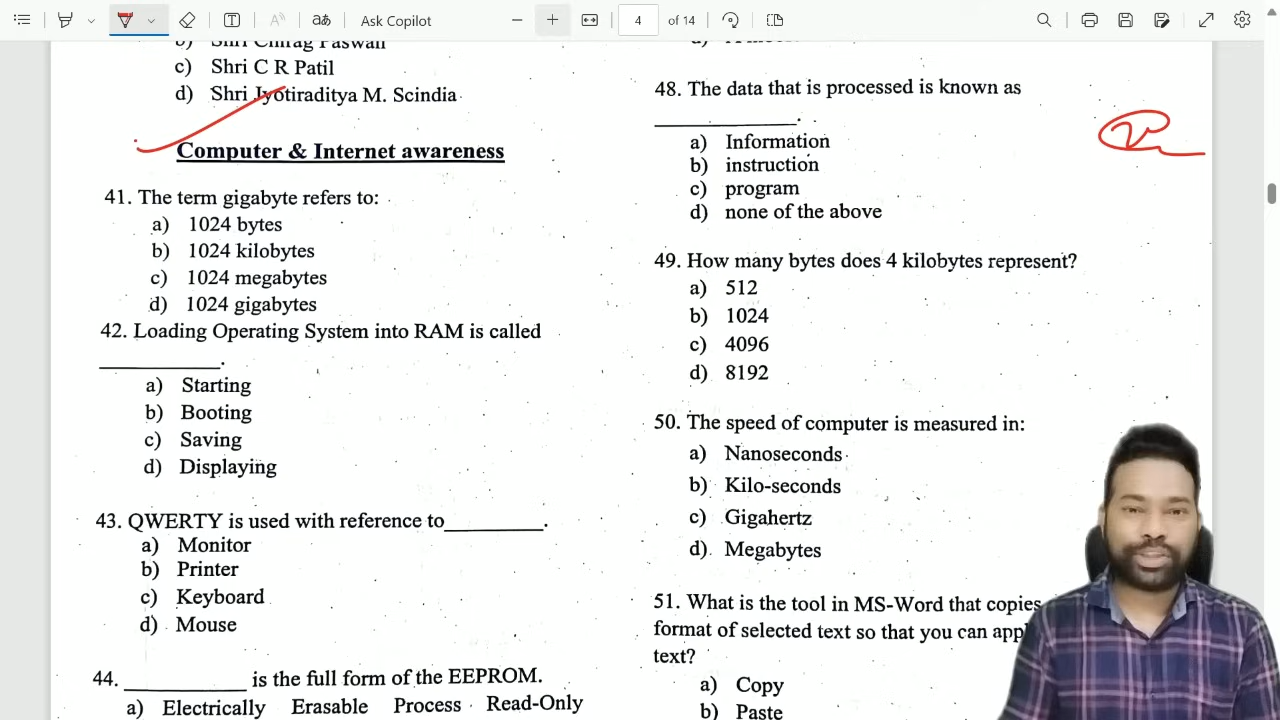 Ask Copilot
4
of 14
b) Shri Chirag Paswan
c) Shri C R Patil
d) Shri Jyotiraditya M. Scindia
Computer & Internet awareness
41. The term gigabyte refers to:
a) 1024 bytes
b) 1024 kilobytes
c) 1024 megabytes
d) 1024 gigabytes
42. Loading Operating System into RAM is called
____________.
a) Starting
b) Booting
c) Saving
d) Displaying
43. QWERTY is used with reference to__________.
a) Monitor
b) Printer
c) Keyboard
d) Mouse
44. ____________ is the full form of the EEPROM.
a) Electrically Erasable Process Read-Only
48. The data that is processed is known as
______________.
a) Information
b) instruction
c) program
d) none of the above
49. How many bytes does 4 kilobytes represent?
a) 512
b) 1024
c) 4096
d) 8192
50. The speed of computer is measured in:
a) Nanoseconds
b) Kilo-seconds
c) Gigahertz
d) Megabytes
51. What is the tool in MS-Word that copies
format of selected text so that you can
text?
a) Copy
b) Paste